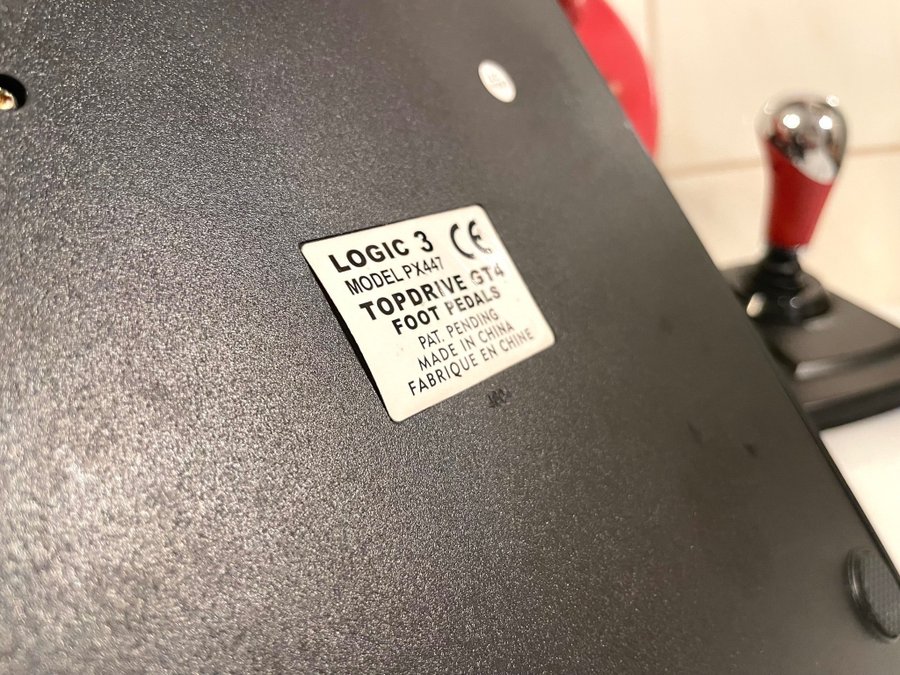 LOGIC 3
CE
MODEL.PX447
TOPDRIVE GT4
FOOT PEDALS
PAT. PENDING
MADE IN CHINA
FABRIQUE EN CHINE